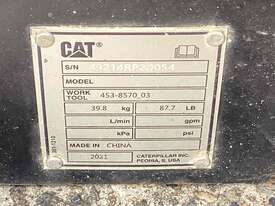 CAT
S/N
MODEL
WORK TOOL 453-8570_03
39.8 kg 87.7 LB
L/min gpm
kPa psi
MADE IN CHINA
2021 CATERPILLAR INC.
PEORIA, IL USA